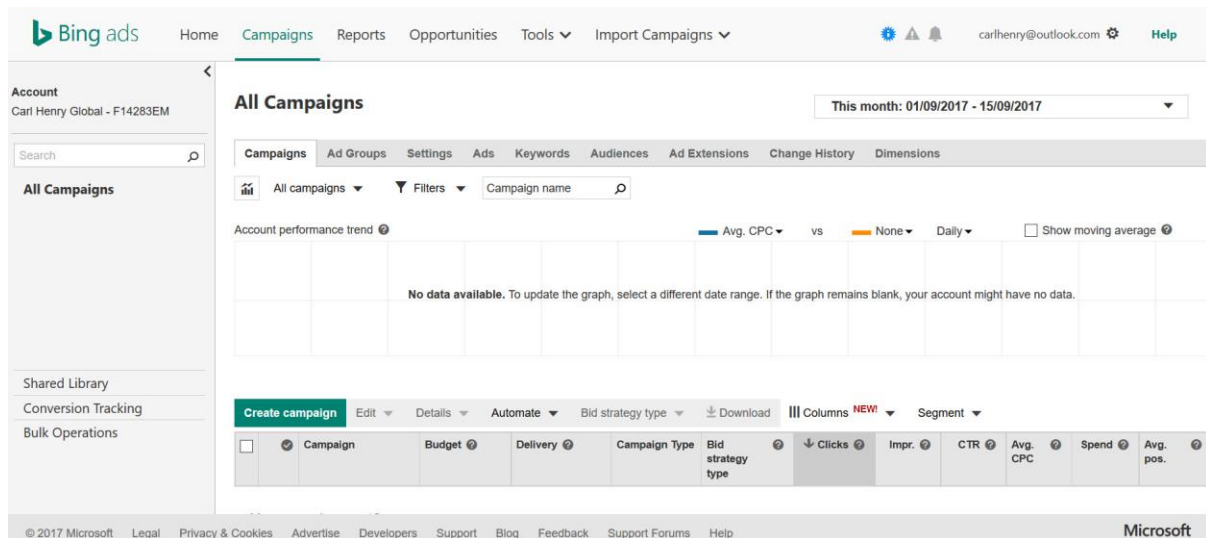 Bing ads Home Campaigns Reports Opportunities Tools Import Campaigns carlhenry@outlook.com Help
Account
Carl Henry Global - F14283EM
Search
All Campaigns
Shared Library
Conversion Tracking
Bulk Operations
All Campaigns This month: 01/09/2017 - 15/09/2017
Campaigns Ad Groups Settings Ads Keywords Audiences Ad Extensions Change History Dimensions
All campaigns Filters Campaign name
Account performance trend Avg. CPC vs None Daily Show moving average
No data available. To update the graph, select a different date range. If the graph remains blank, your account might have no data.
Create campaign Edit Details Automate Bid strategy type Download Columns NEW! Segment
Campaign Budget Delivery Campaign Type Bid strategy type Clicks Impr. CTR Avg. CPC Spend Avg. pos.
© 2017 Microsoft Legal Privacy & Cookies Advertise Developers Support Blog Feedback Support Forums Help Microsoft